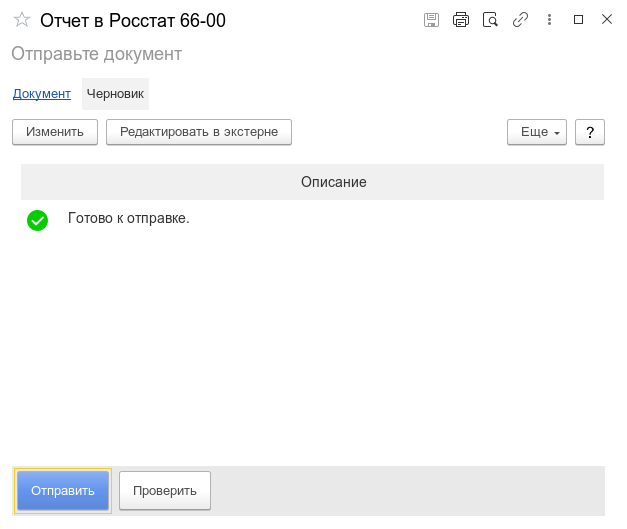 Отчет в Росстат 66-00
Отправьте документ
Документ Черновик
Изменить Редактировать в экстерне Еще ?
Описание
Готово к отправке.
Отправить Проверить